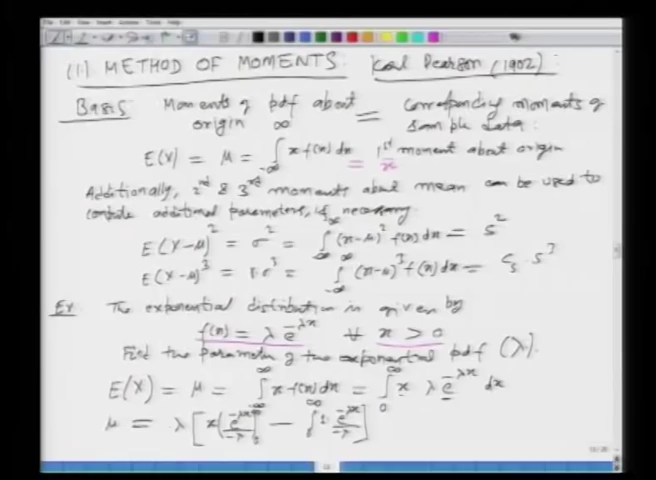 (1) METHOD OF MOMENTS: Karl Pearson (1902):
Basis: Moments of pdf about origin = Corresponding moments of sample data:
E(X) = μ = ∫_{-∞}^{∞} x f(x) dx = 1st moment about origin
x̄
Additionally, 2nd & 3rd moments about mean can be used to
compute additional parameters, if necessary.
E(X-μ)² = σ² = ∫_{-∞}^{∞} (x-μ)² f(x) dx = S²
E(X-μ)³ = γσ³ = ∫_{-∞}^{∞} (x-μ)³ f(x) dx = Cs S³
Ex The exponential distribution is given by
f(x) = λ e^{-λx} ∀ x > 0
Find the parameter of the exponential pdf (λ).
E(X) = μ = ∫_{-∞}^{∞} x f(x) dx = ∫_{0}^{∞} x λ e^{-λx} dx
μ = λ [ x (e^{-λx}/-λ)_{0}^{∞} - ∫_{0}^{∞} 1. e^{-λx}/-λ ]